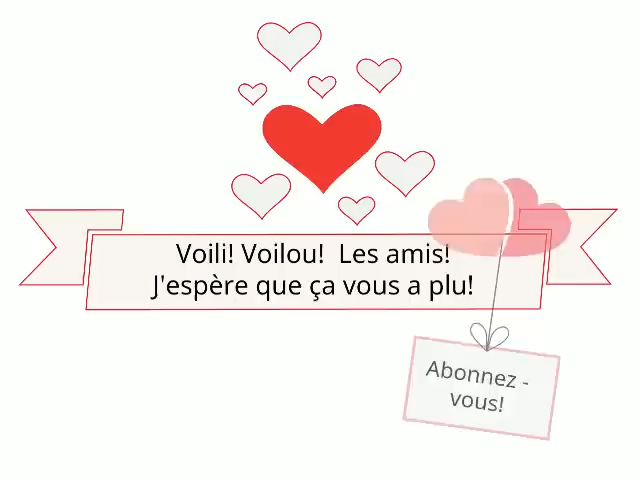 Voili! Voilou!  Les amis!
J'espère que ça vous a plu!
Abonnez -
vous!